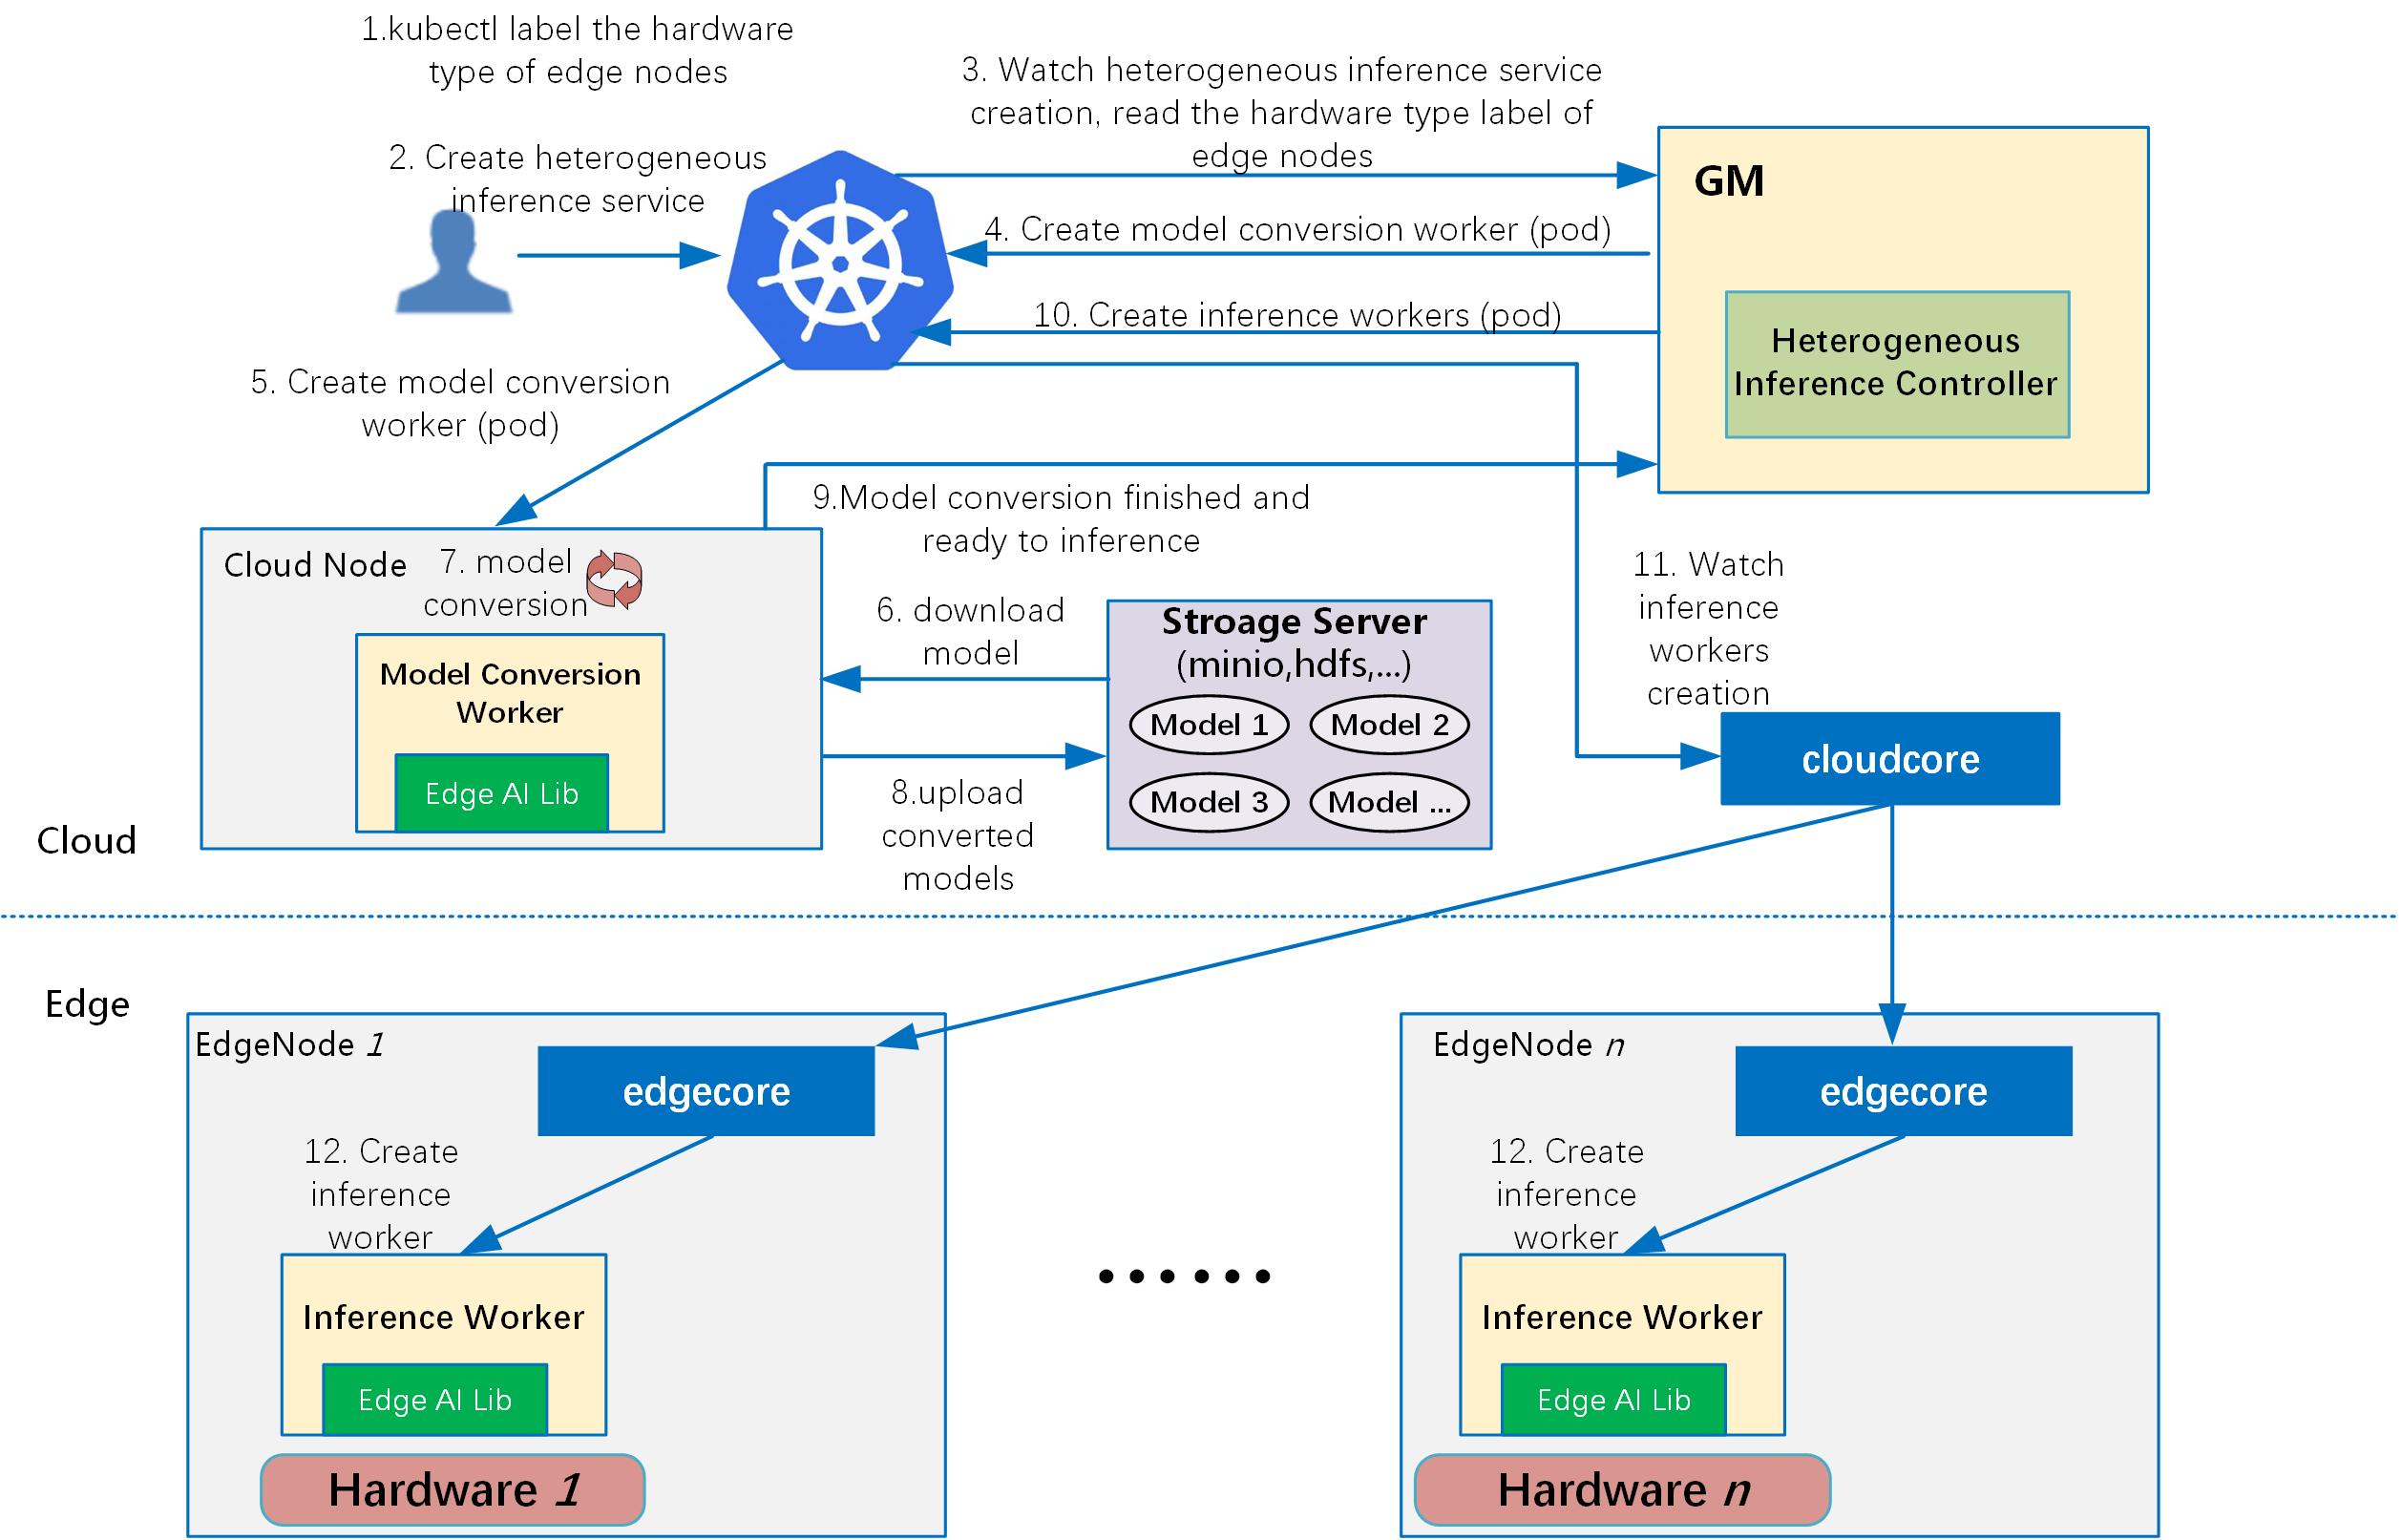 1.kubectl label the hardware
type of edge nodes
2. Create heterogeneous
inference service
3. Watch heterogeneous inference service
creation, read the hardware type label of
edge nodes
GM
4. Create model conversion worker (pod)
10. Create inference workers (pod)
Heterogeneous
Inference Controller
5. Create model conversion
worker (pod)
9.Model conversion finished and
ready to inference
Cloud Node
7. model
conversion
Model Conversion
Worker
Edge AI Lib
6. download
model
Stroage Server
(minio,hdfs,...)
Model 1
Model 2
Model 3
Model ...
8.upload
converted
models
11. Watch
inference
workers
creation
cloudcore
Cloud
Edge
EdgeNode 1
edgecore
12. Create
inference
worker
Inference Worker
Edge AI Lib
Hardware 1
......
EdgeNode n
edgecore
12. Create
inference
worker
Inference Worker
Edge AI Lib
Hardware n